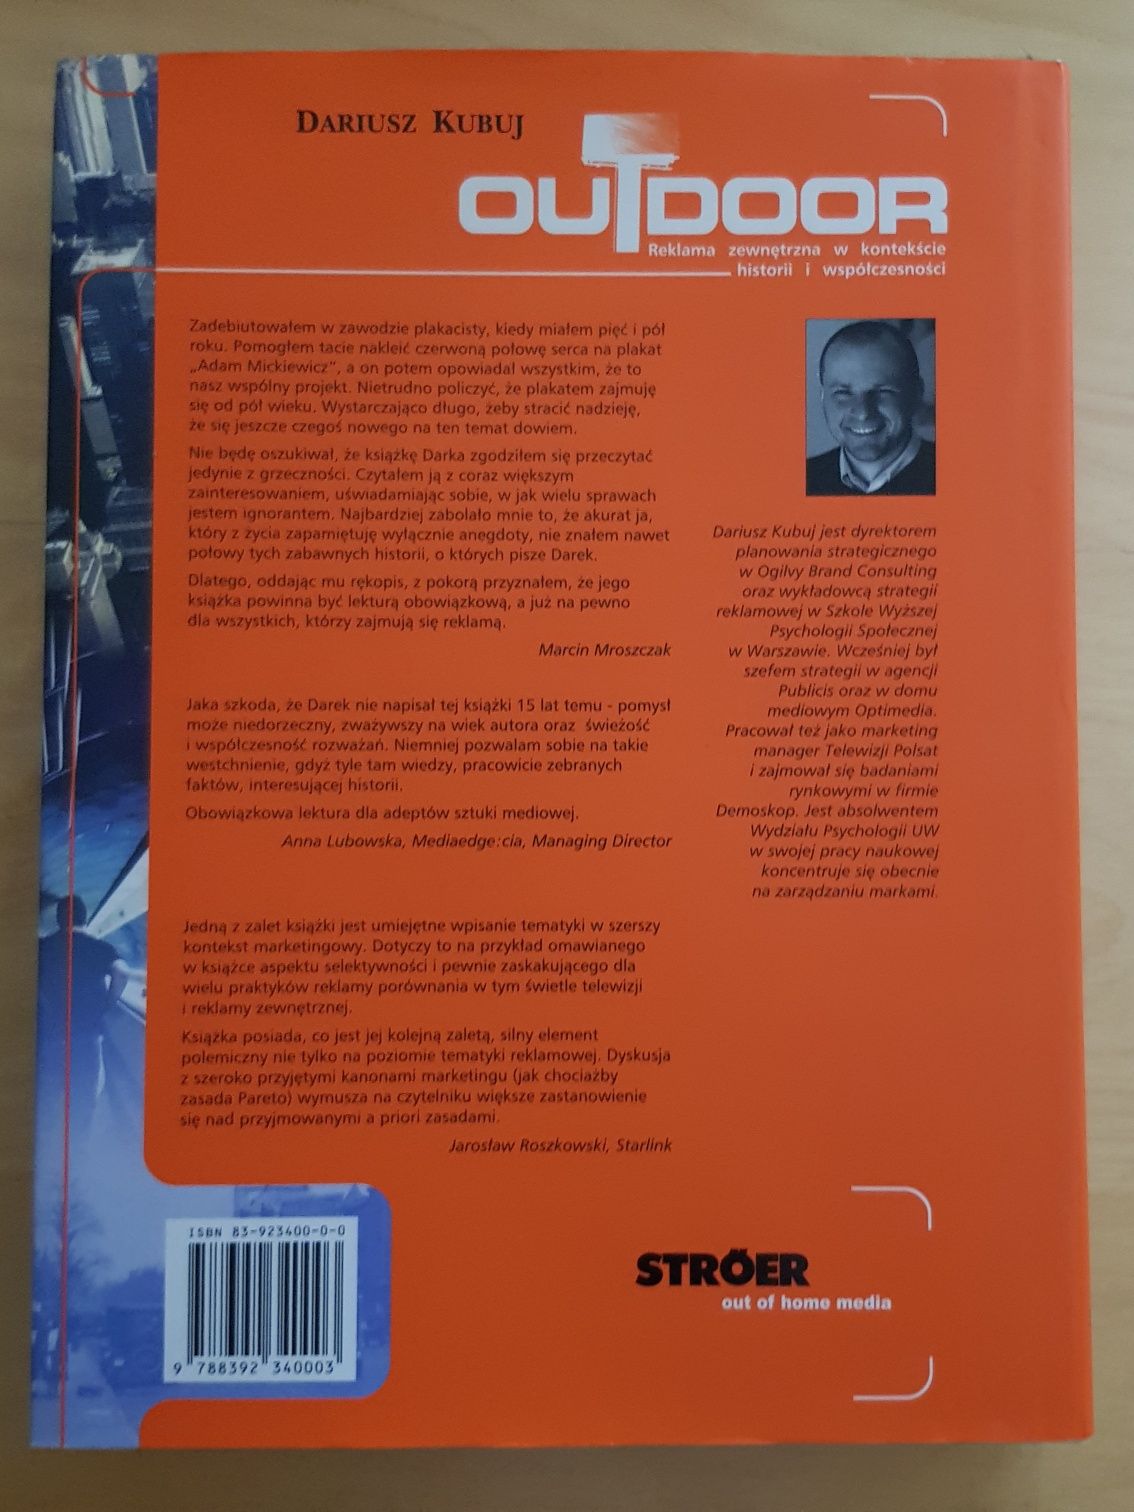 DARIUSZ KUBUJ
OUTDOOR
Reklama zewnętrzna w kontekście
historii i współczesności
Zadebiutowałem w zawodzie plakacisty, kiedy miałem pięć i pół
roku. Pomogłem tacie nakleić czerwoną połowę serca na plakat
„Adam Mickiewicz”, a on potem opowiadal wszystkim, że to
nasz wspólny projekt. Nietrudno policzyć, że plakatem zajmuję
się od pół wieku. Wystarczająco długo, żeby stracić nadzieję,
że się jeszcze czegoś nowego na ten temat dowiem.
Nie będę oszukiwał, że książkę Darka zgodziłem się przeczytać
jedynie z grzeczności. Czytałem ją z coraz większym
zainteresowaniem, uświadamiając sobie, w jak wielu sprawach
jestem ignorantem. Najbardziej zabolało mnie to, że akurat ja,
który z życia zapamiętuję wyłącznie anegdoty, nie znałem nawet
połowy tych zabawnych historii, o których pisze Darek.
Dlatego, oddając mu rękopis, z pokorą przyznałem, że jego
książka powinna być lekturą obowiązkową, a już na pewno
dla wszystkich, którzy zajmują się reklamą.
Marcin Mroszczak
Jaka szkoda, że Darek nie napisał tej książki 15 lat temu - pomysł
może niedorzeczny, zważywszy na wiek autora oraz świeżość
i współczesność rozważań. Niemniej pozwalam sobie na takie
westchnienie, gdyż tyle tam wiedzy, pracowicie zebranych
faktów, interesującej historii.
Obowiązkowa lektura dla adeptów sztuki mediowej.
Anna Lubowska, Mediaedge:cia, Managing Director
Jedną z zalet książki jest umiejętne wpisanie tematyki w szerszy
kontekst marketingowy. Dotyczy to na przykład omawianego
w książce aspektu selektywności i pewnie zaskakującego dla
wielu praktyków reklamy porównania w tym świetle telewizji
i reklamy zewnętrznej.
Książka posiada, co jest jej kolejną zaletą, silny element
polemiczny nie tylko na poziomie tematyki reklamowej. Dyskusja
z szeroko przyjętymi kanonami marketingu (jak chociażby
zasada Pareto) wymusza na czytelniku większe zastanowienie
się nad przyjmowanymi a priori zasadami.
Jarosław Roszkowski, Starlink
Dariusz Kubuj jest dyrektorem
planowania strategicznego
w Ogilvy Brand Consulting
oraz wykładowcą strategii
reklamowej w Szkole Wyższej
Psychologii Społecznej
w Warszawie. Wcześniej był
szefem strategii w agencji
Publicis oraz w domu
mediowym Optimedia.
Pracował też jako marketing
manager Telewizji Polsat
i zajmował się badaniami
rynkowymi w firmie
Demoskop. Jest absolwentem
Wydziału Psychologii UW
w swojej pracy naukowej
koncentruje się obecnie
na zarządzaniu markami.
ISBN 83-923400-0-0
9 788392 340003
STRÖER
out of home media